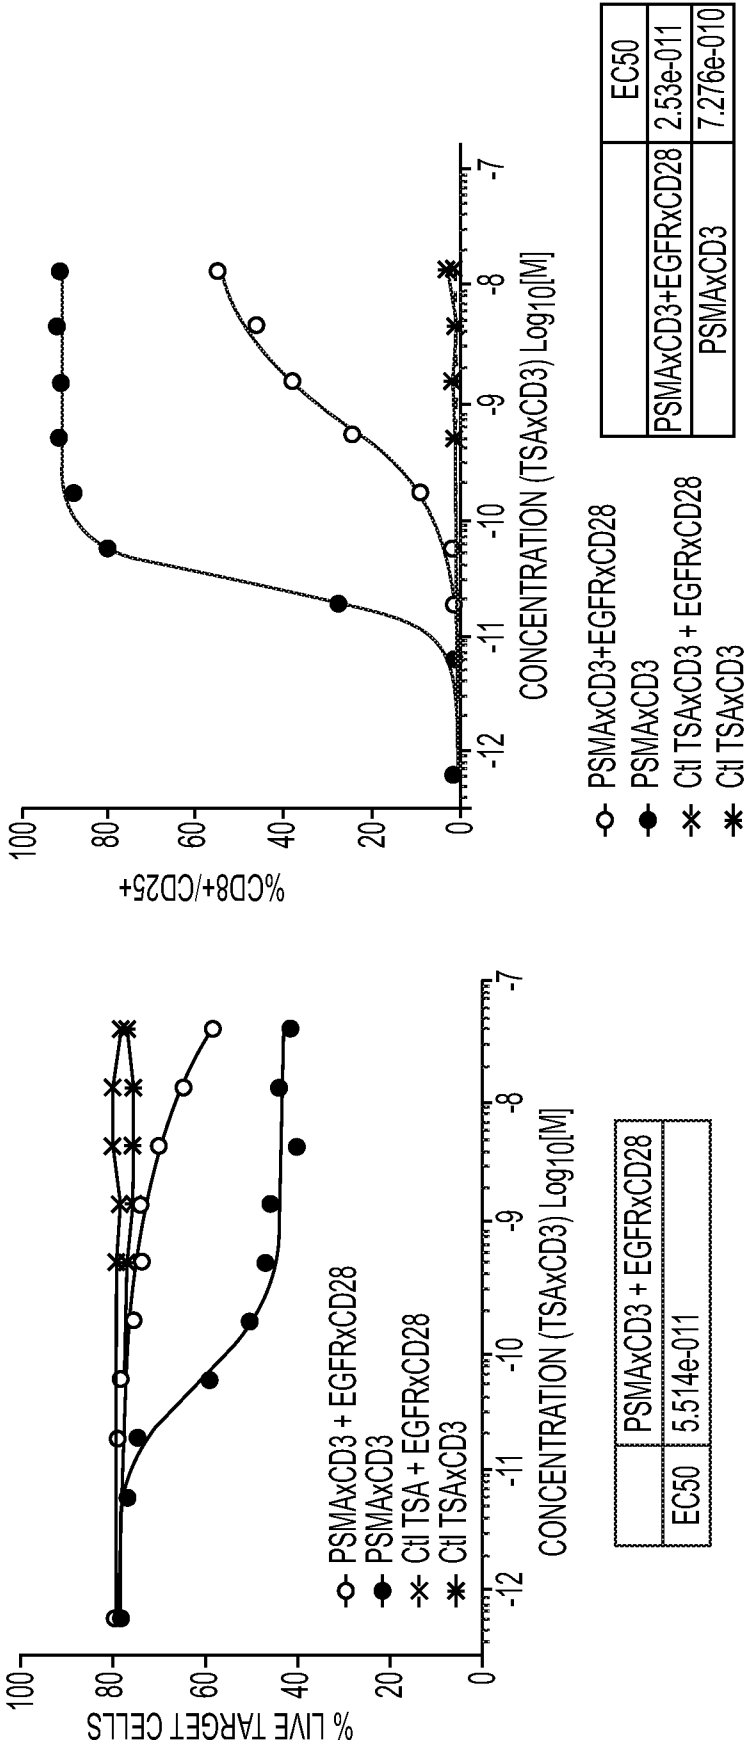 % LIVE TARGET CELLS
100
80
60
40
20
0
-12
-11
-10
-9
-8
-7
CONCENTRATION (TSAxCD3) Log10[M]
PSMAxCD3 + EGFRxCD28
PSMAxCD3
Ctl TSA + EGFRxCD28
Ctl TSAxCD3
PSMAxCD3 + EGFRxCD28
EC50 5.514e-011
%CD8+/CD25+
100
80
60
40
20
0
-12
-11
-10
-9
-8
-7
CONCENTRATION (TSAxCD3) Log10[M]
PSMAxCD3+EGFRxCD28
PSMAxCD3
Ctl TSAxCD3 + EGFRxCD28
Ctl TSAxCD3
EC50
PSMAxCD3+EGFRxCD28 2.53e-011
PSMAxCD3 7.276e-010